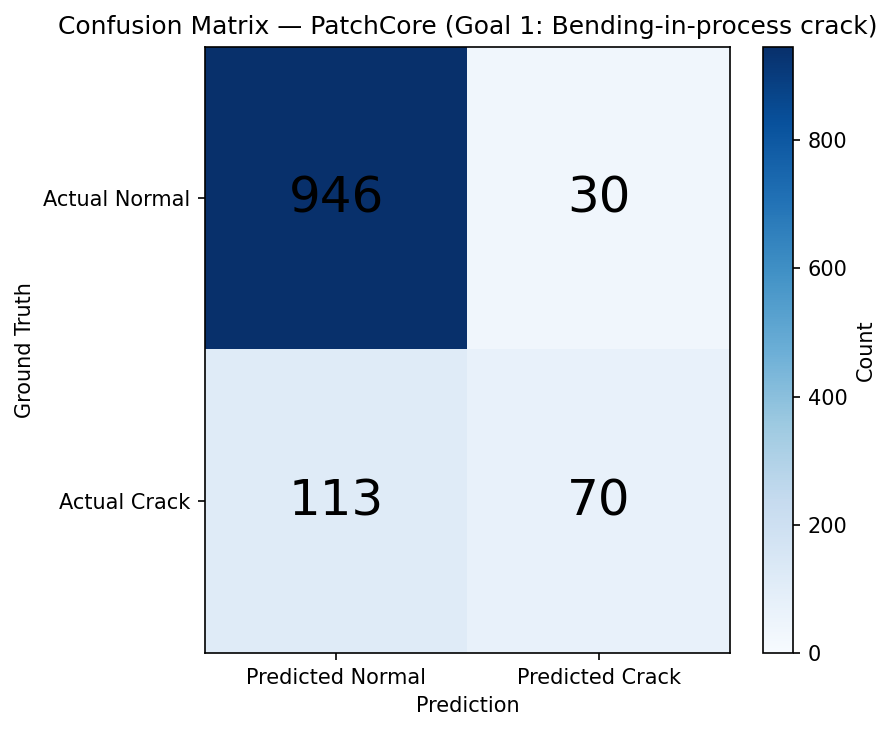 Confusion Matrix — PatchCore (Goal 1: Bending-in-process crack)
Ground Truth
Actual Normal
Actual Crack
946
30
113
70
Predicted Normal
Predicted Crack
Prediction
800
600
400
200
0
Count